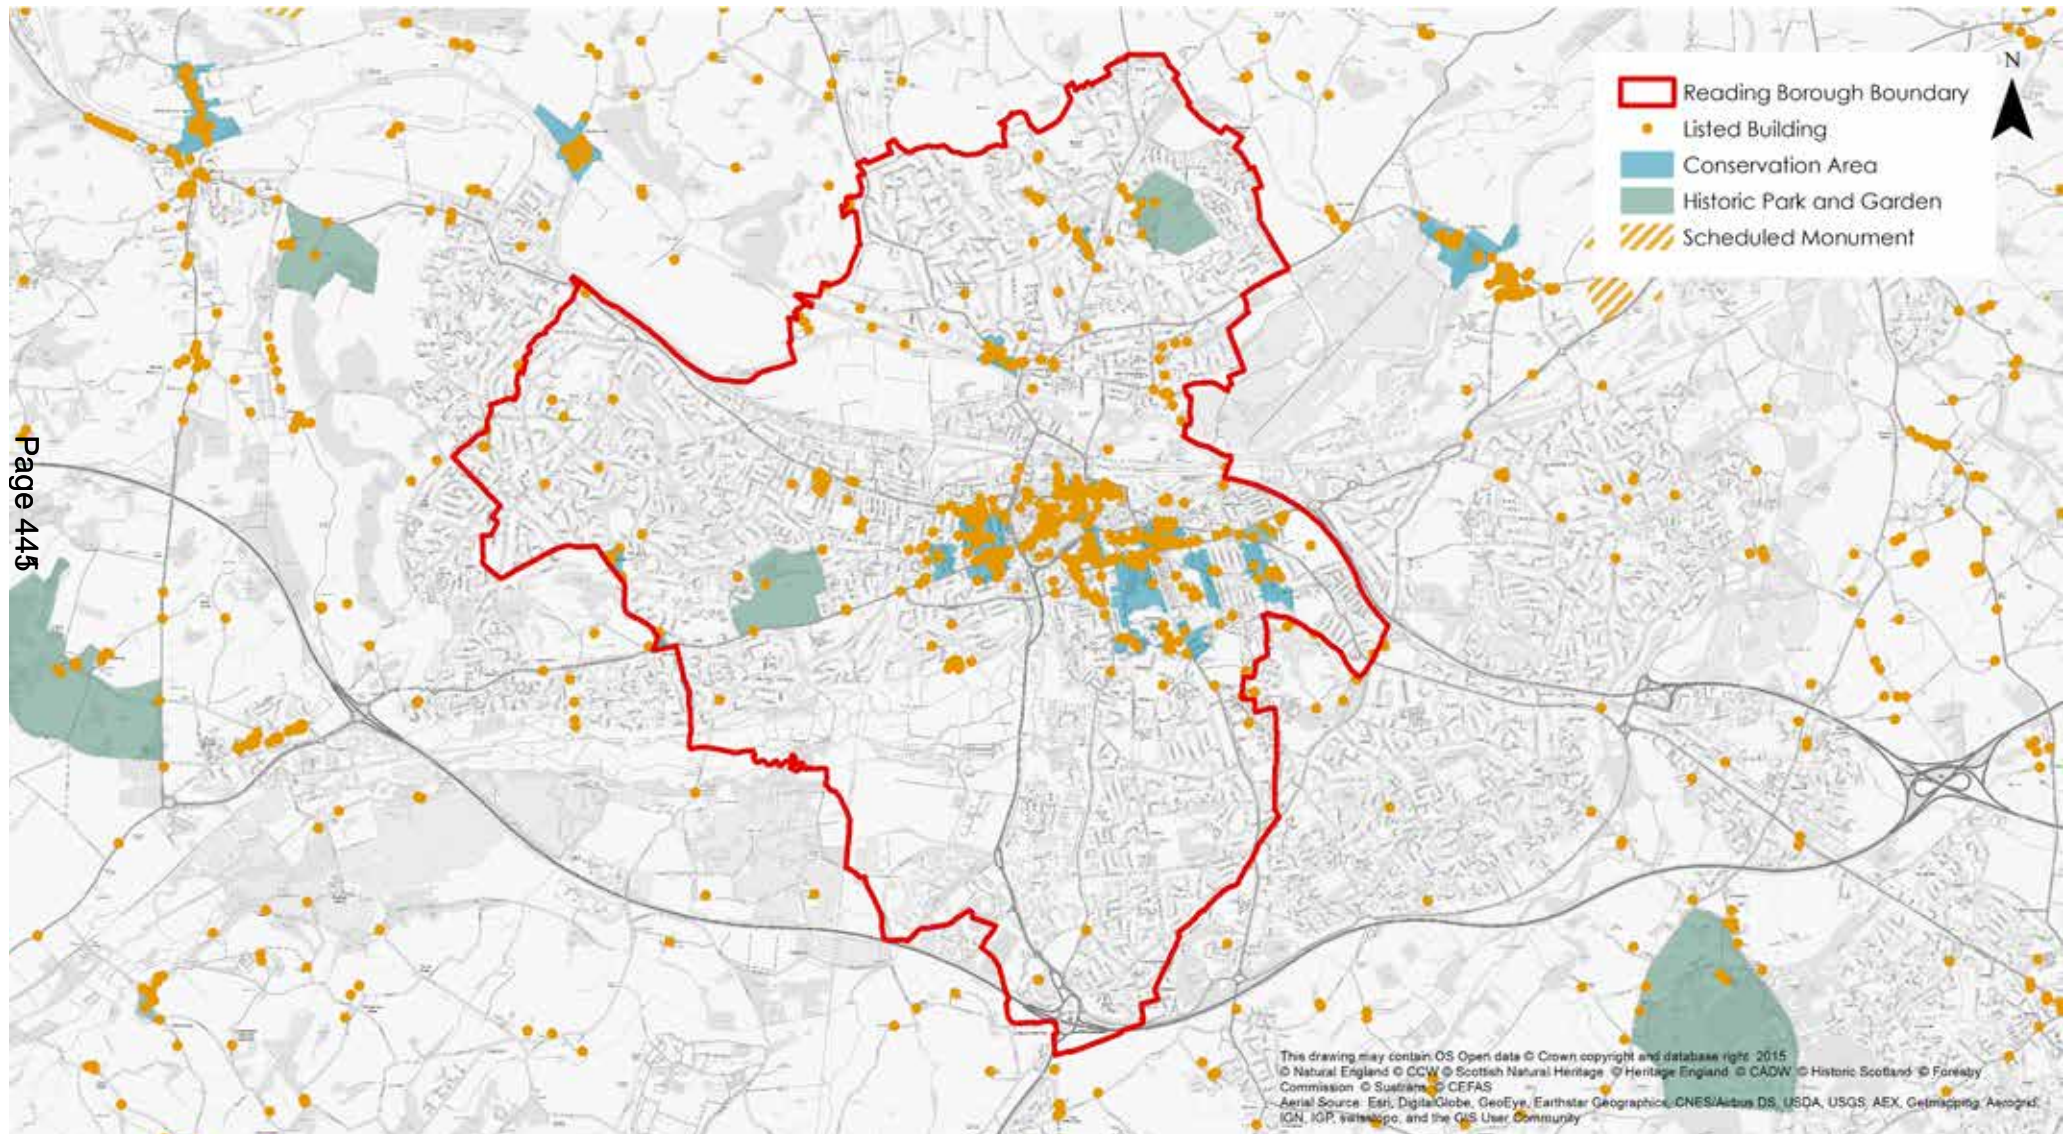 Reading Borough Boundary
Listed Building
Conservation Area
Historic Park and Garden
Scheduled Monument
N
Page 445
This drawing may contain OS Open data © Crown copyright and database right 2015
© Natural England © CCW © Scottish Natural Heritage © Heritage England © CADW © Historic Scotland © Forestry
Commission © Sustrans © CEFAS
Aerial Source: Esri, DigitalGlobe, GeoEye, Earthstar Geographics, CNES/Airbus DS, USDA, USGS, AEX, Getmapping, Aerogrid,
IGN, IGP, swisstopo, and the GIS User Community